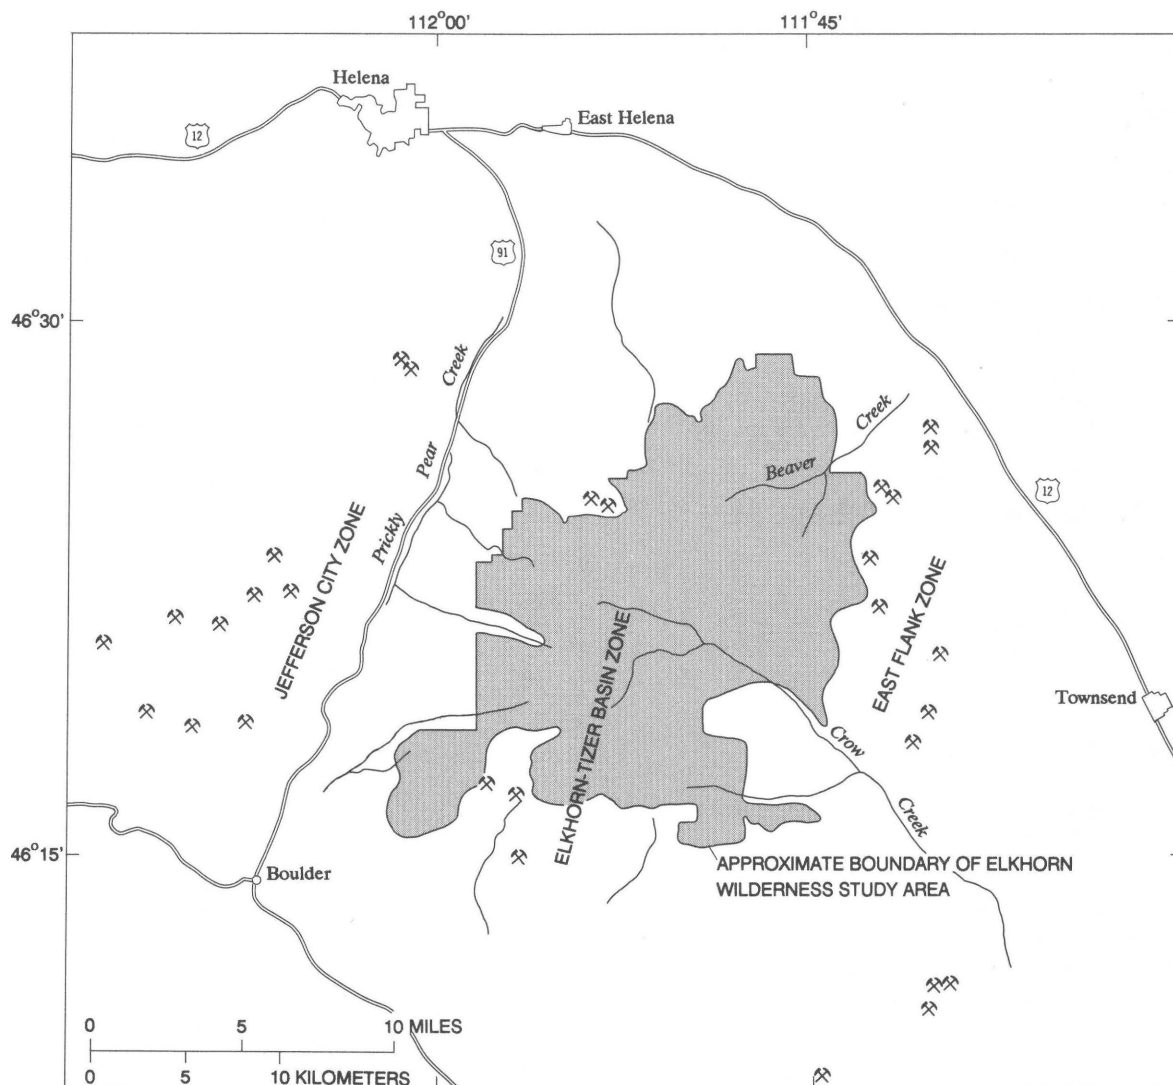 112°00'
111°45'
Helena
East Helena
12
91
46°30'
Creek
Pear
Prickly
Creek
Beaver
12
JEFFERSON CITY ZONE
ELKHORN-TIZER BASIN ZONE
EAST FLANK ZONE
Townsend
Crow
Creek
46°15'
Boulder
APPROXIMATE BOUNDARY OF ELKHORN
WILDERNESS STUDY AREA
0 5 10 MILES
0 5 10 KILOMETERS